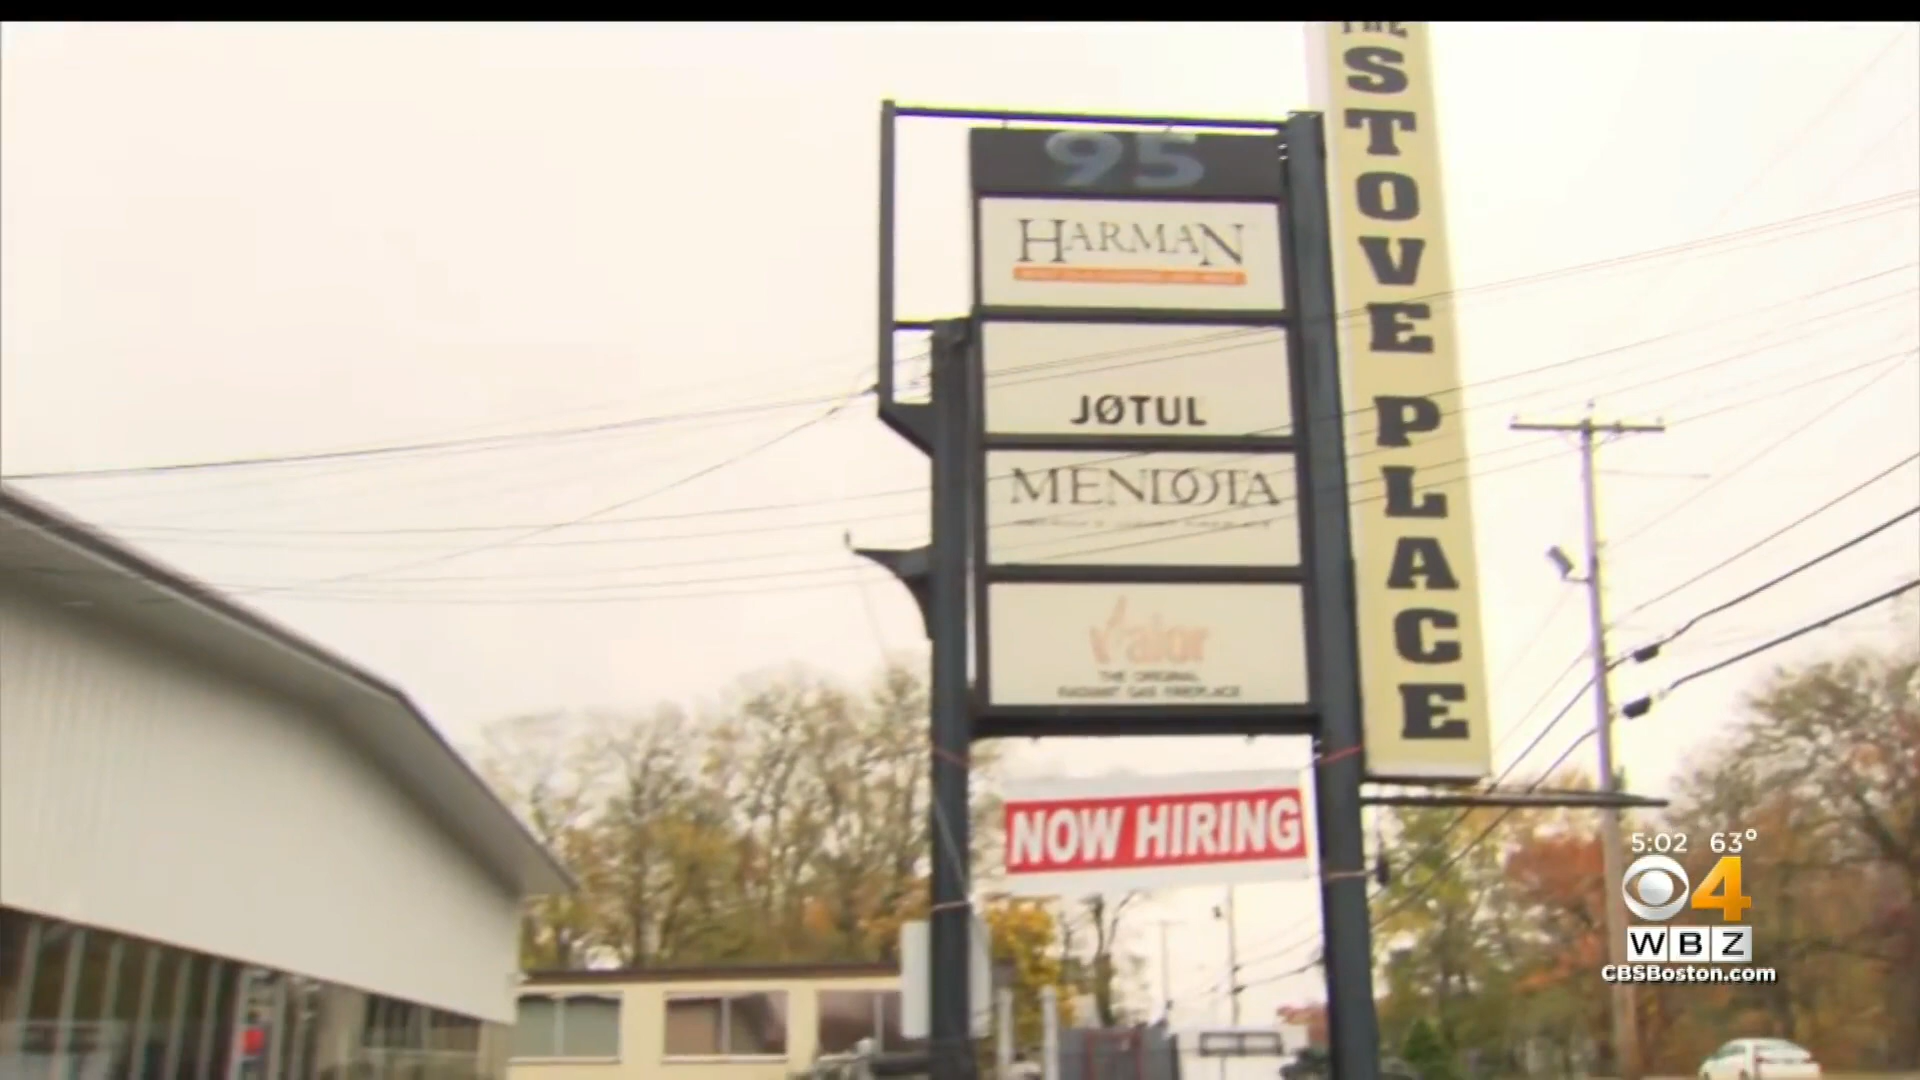 THE
STOVE
PLACE
95
HARMAN
JØTUL
MENDOTA
Valor
THE ORIGINAL
RADIANT GAS FIREPLACE
NOW HIRING
5:02 63°
4
WBZ
CBSBoston.com